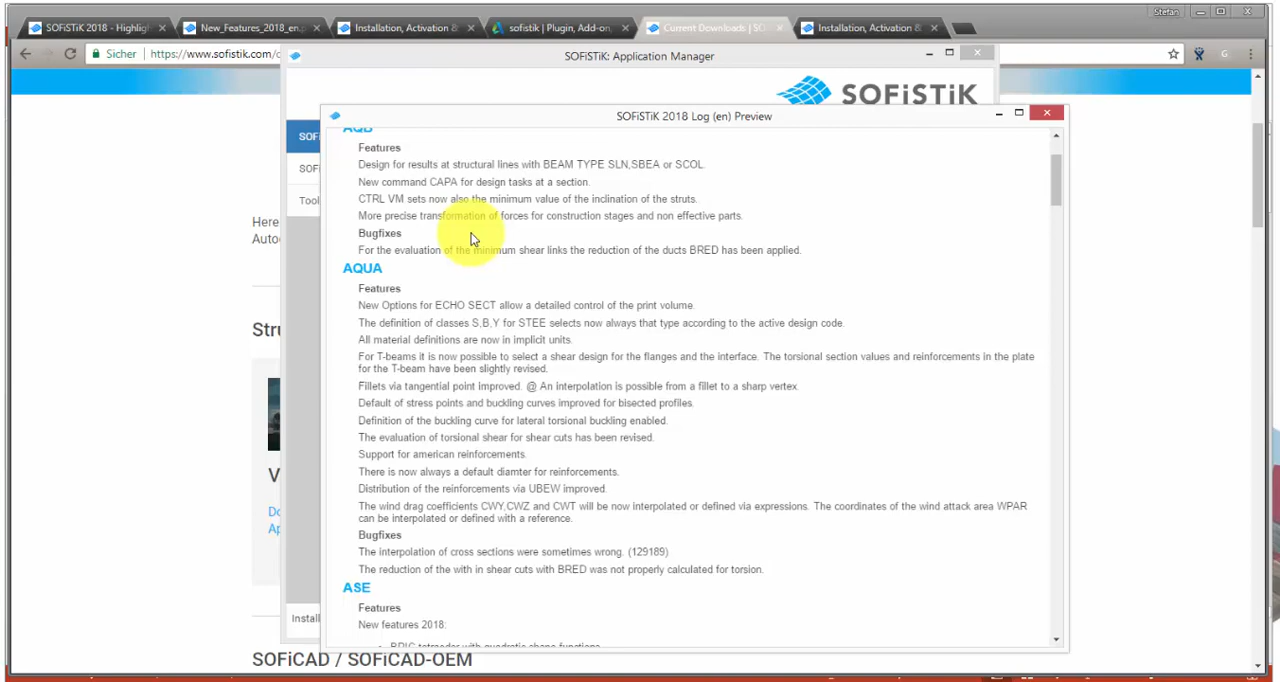 Stefan
SOFiSTiK 2018 - Highligh
New_Features_2018_en.p
Installation, Activation &
sofistik | Plugin, Add-on,
Current Downloads | SO
Installation, Activation &
Sicher
https://www.sofistik.com/d
SOFiSTiK: Application Manager
G
SOFiSTiK
SOFiSTiK 2018 Log (en) Preview
SOFi
SOFi
Tool
Here
Auto
Stru
V
Do
Ap
Install
AQB
Features
Design for results at structural lines with BEAM TYPE SLN,SBEA or SCOL.
New command CAPA for design tasks at a section.
CTRL VM sets now also the minimum value of the inclination of the struts.
More precise transformation of forces for construction stages and non effective parts.
Bugfixes
For the evaluation of the minimum shear links the reduction of the ducts BRED has been applied.
AQUA
Features
New Options for ECHO SECT allow a detailed control of the print volume.
The definition of classes S,B,Y for STEE selects now always that type according to the active design code.
All material definitions are now in implicit units.
For T-beams it is now possible to select a shear design for the flanges and the interface. The torsional section values and reinforcements in the plate
for the T-beam have been slightly revised.
Fillets via tangential point improved. @ An interpolation is possible from a fillet to a sharp vertex.
Default of stress points and buckling curves improved for bisected profiles.
Definition of the buckling curve for lateral torsional buckling enabled.
The evaluation of torsional shear for shear cuts has been revised.
Support for american reinforcements.
There is now always a default diamter for reinforcements.
Distribution of the reinforcements via UBEW improved.
The wind drag coefficients CWY,CWZ and CWT will be now interpolated or defined via expressions. The coordinates of the wind attack area WPAR
can be interpolated or defined with a reference.
Bugfixes
The interpolation of cross sections were sometimes wrong. (129189)
The reduction of the with in shear cuts with BRED was not properly calculated for torsion.
ASE
Features
New features 2018:
BRIC tetraeder with quadratic shape functions
SOFiCAD / SOFiCAD-OEM